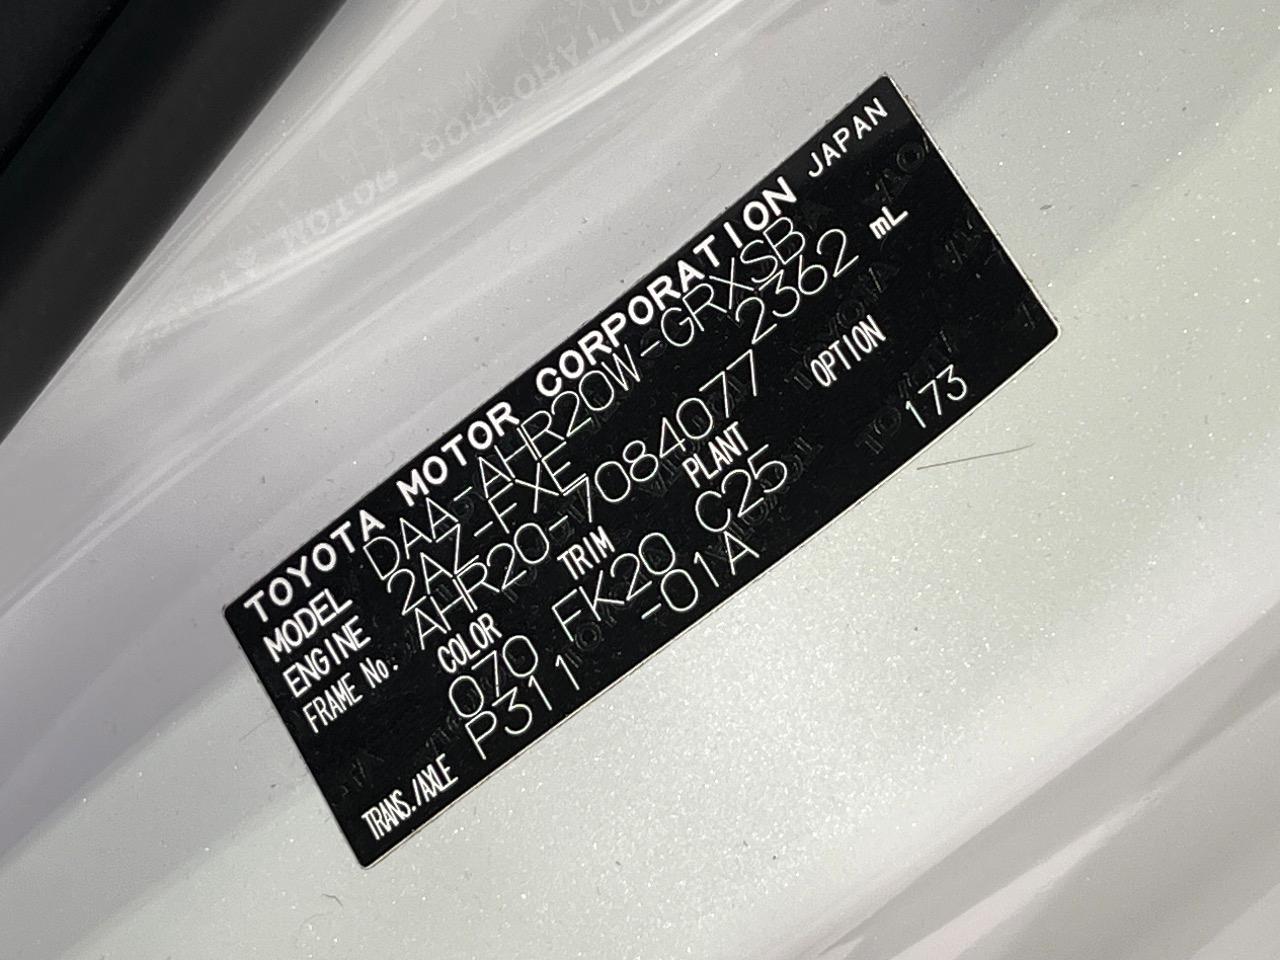 TOYOTA MOTOR CORPORATION JAPAN
MODEL DAA-AHR20W-GRXSB
ENGINE 2AZ-FXE 2362 mL
FRAME No. AHR20-7084077
COLOR TRIM PLANT OPTION
070 FK20 C25 173
TRANS./AXLE P311 -01A